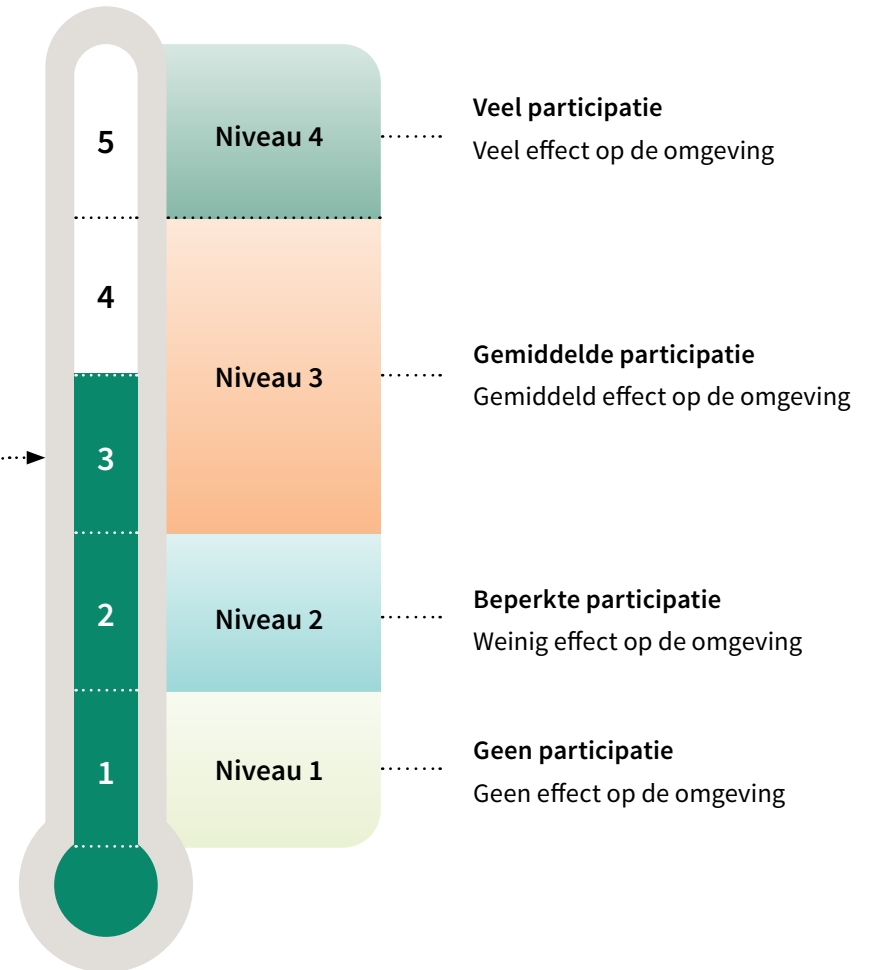 5
Niveau 4
Veel participatie
Veel effect op de omgeving
4
Niveau 3
Gemiddelde participatie
Gemiddeld effect op de omgeving
3
2
Niveau 2
Beperkte participatie
Weinig effect op de omgeving
1
Niveau 1
Geen participatie
Geen effect op de omgeving